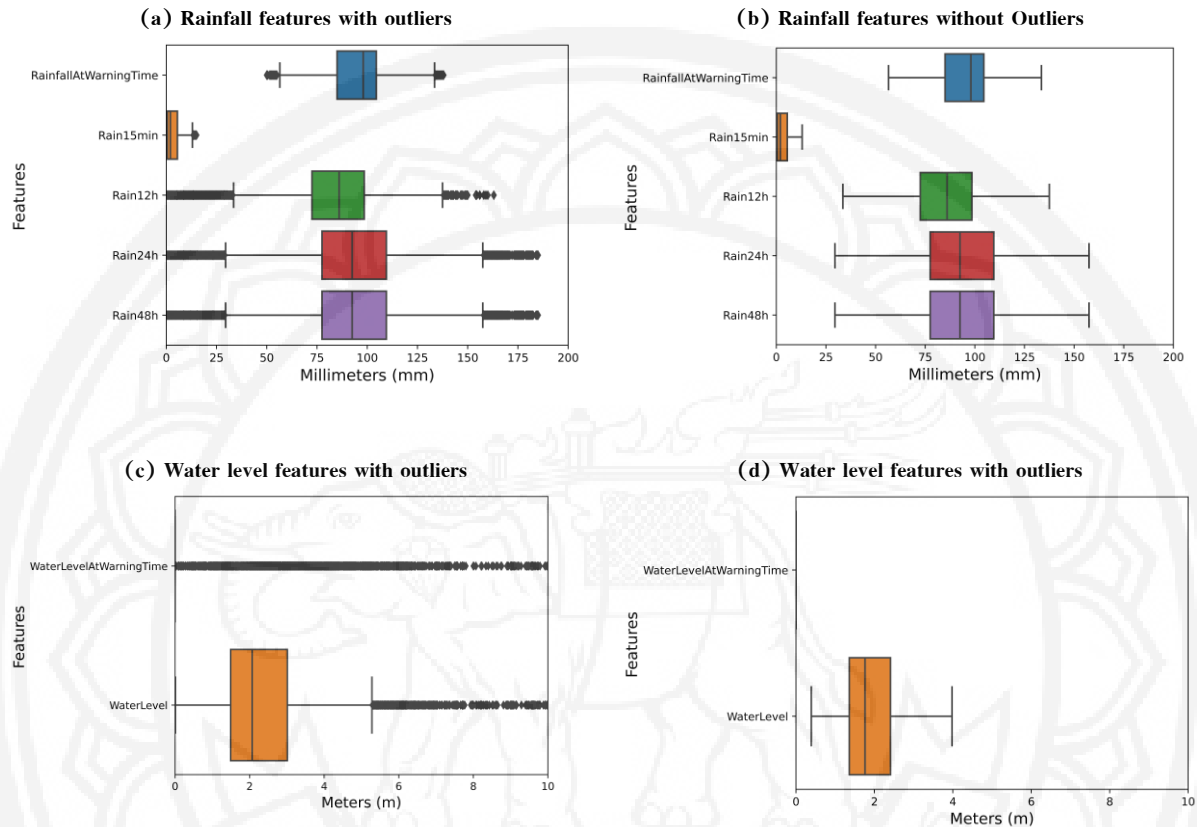 (a) Rainfall features with outliers
RainfallAtWarningTime
Rain15min
Rain12h
Rain24h
Rain48h
Features
0 25 50 75 100 125 150 175 200
Millimeters (mm)
(b) Rainfall features without Outliers
RainfallAtWarningTime
Rain15min
Rain12h
Rain24h
Rain48h
Features
0 25 50 75 100 125 150 175 200
Millimeters (mm)
(c) Water level features with outliers
WaterLevelAtWarningTime
WaterLevel
Features
0 2 4 6 8 10
Meters (m)
(d) Water level features with outliers
WaterLevelAtWarningTime
WaterLevel
Features
0 2 4 6 8 10
Meters (m)